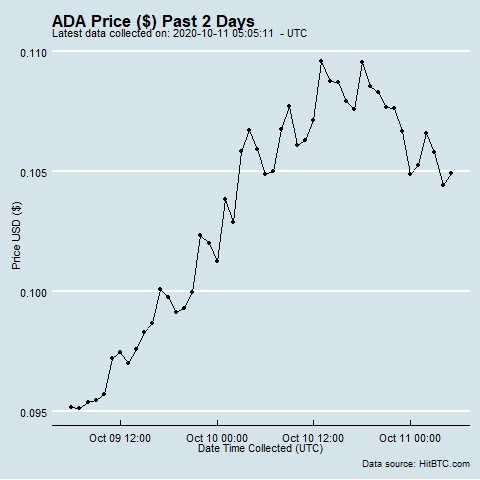 ADA Price ($) Past 2 Days
Latest data collected on: 2020-10-11 05:05:11 - UTC
0.110
0.105
0.100
0.095
Price USD ($)
Oct 09 12:00
Oct 10 00:00
Oct 10 12:00
Oct 11 00:00
Date Time Collected (UTC)
Data source: HitBTC.com